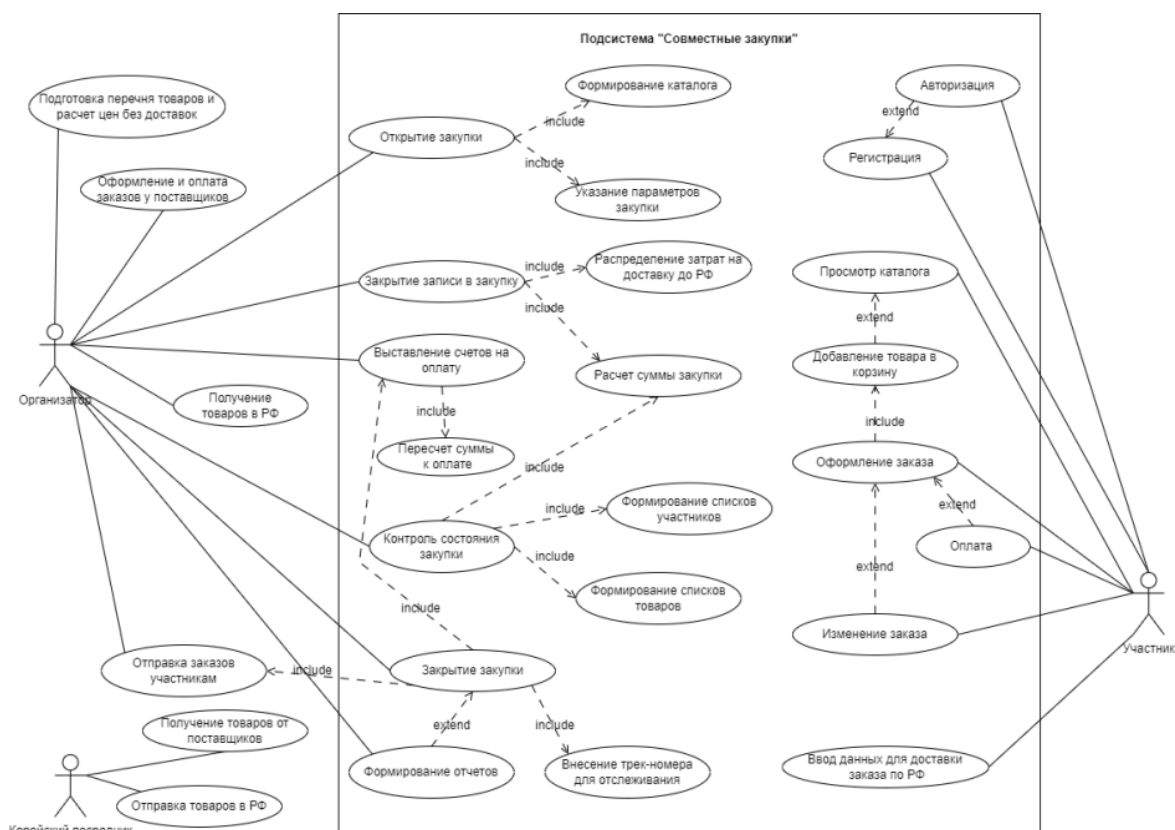 Подсистема "Совместные закупки"
Подготовка перечня товаров и
расчет цен без доставок
Формирование каталога
Авторизация
include
extend
Открытие закупки
Регистрация
include
Оформление и оплата
заказов у поставщиков
Указание параметров
закупки
Закрытие записи в закупку
include
Распределение затрат на
доставку до РФ
Просмотр каталога
include
extend
Выставление счетов на
оплату
Расчет суммы закупки
Добавление товара в
корзину
Организатор
Получение
товаров в РФ
include
include
Пересчет суммы
к оплате
include
Оформление заказа
Формирование списков
участников
include
extend
Контроль состояния
закупки
Оплата
include
extend
Формирование списков
товаров
include
Изменение заказа
Участник
Отправка заказов
участникам
include
Закрытие закупки
Получение товаров от
поставщиков
extend
include
Формирование отчетов
Внесение трек-номера
для отслеживания
Ввод данных для доставки
заказа по РФ
Отправка товаров в РФ
Корейский посредник